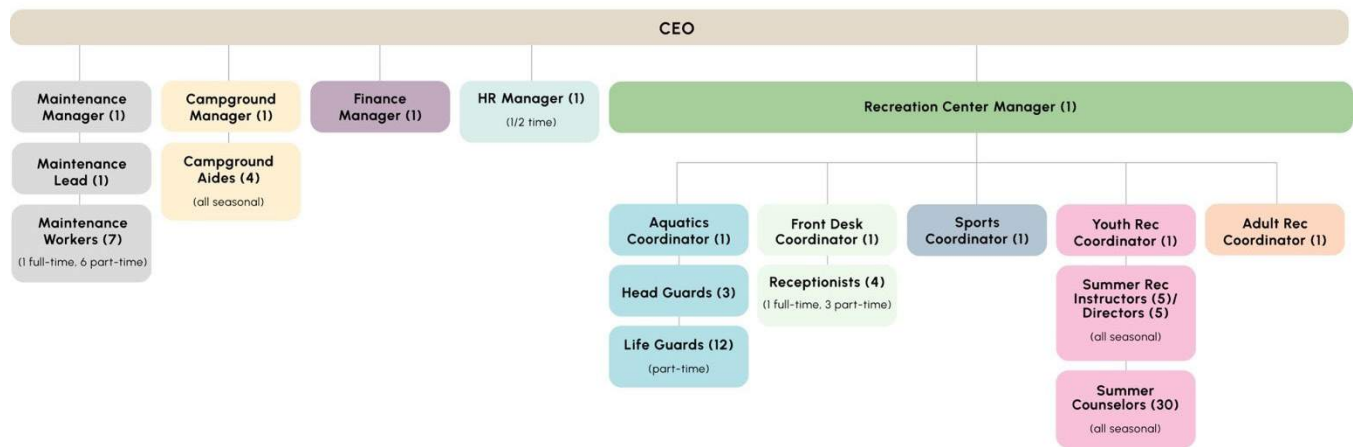 CEO
Maintenance
Manager (1)
Maintenance
Lead (1)
Maintenance
Workers (7)
(1 full-time, 6 part-time)
Campground
Manager (1)
Campground
Aides (4)
(all seasonal)
Finance
Manager (1)
HR Manager (1)
(1/2 time)
Recreation Center Manager (1)
Aquatics
Coordinator (1)
Head Guards (3)
Life Guards (12)
(part-time)
Front Desk
Coordinator (1)
Receptionists (4)
(1 full-time, 3 part-time)
Sports
Coordinator (1)
Youth Rec
Coordinator (1)
Summer Rec
Instructors (5)/
Directors (5)
(all seasonal)
Summer
Counselors (30)
(all seasonal)
Adult Rec
Coordinator (1)